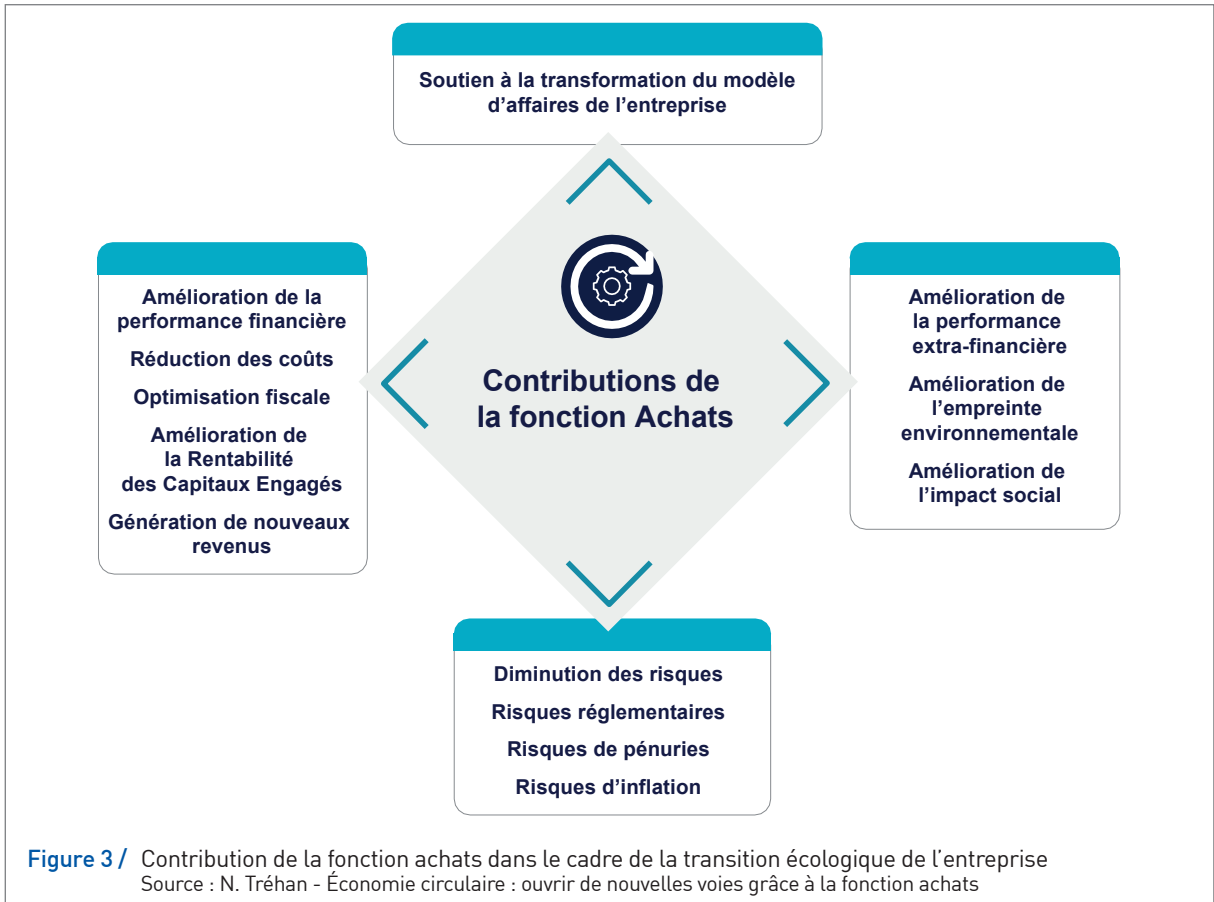 Soutien à la transformation du modèle
d'affaires de l'entreprise
Amélioration de la
performance financière
Réduction des coûts
Optimisation fiscale
Amélioration de
la Rentabilité
des Capitaux Engagés
Génération de nouveaux
revenus
Contributions de
la fonction Achats
Amélioration de
la performance
extra-financière
Amélioration de
l'empreinte
environnementale
Amélioration de
l'impact social
Diminution des risques
Risques réglementaires
Risques de pénuries
Risques d'inflation
Figure 3 / Contribution de la fonction achats dans le cadre de la transition écologique de l'entreprise
Source : N. Tréhan - Économie circulaire : ouvrir de nouvelles voies grâce à la fonction achats